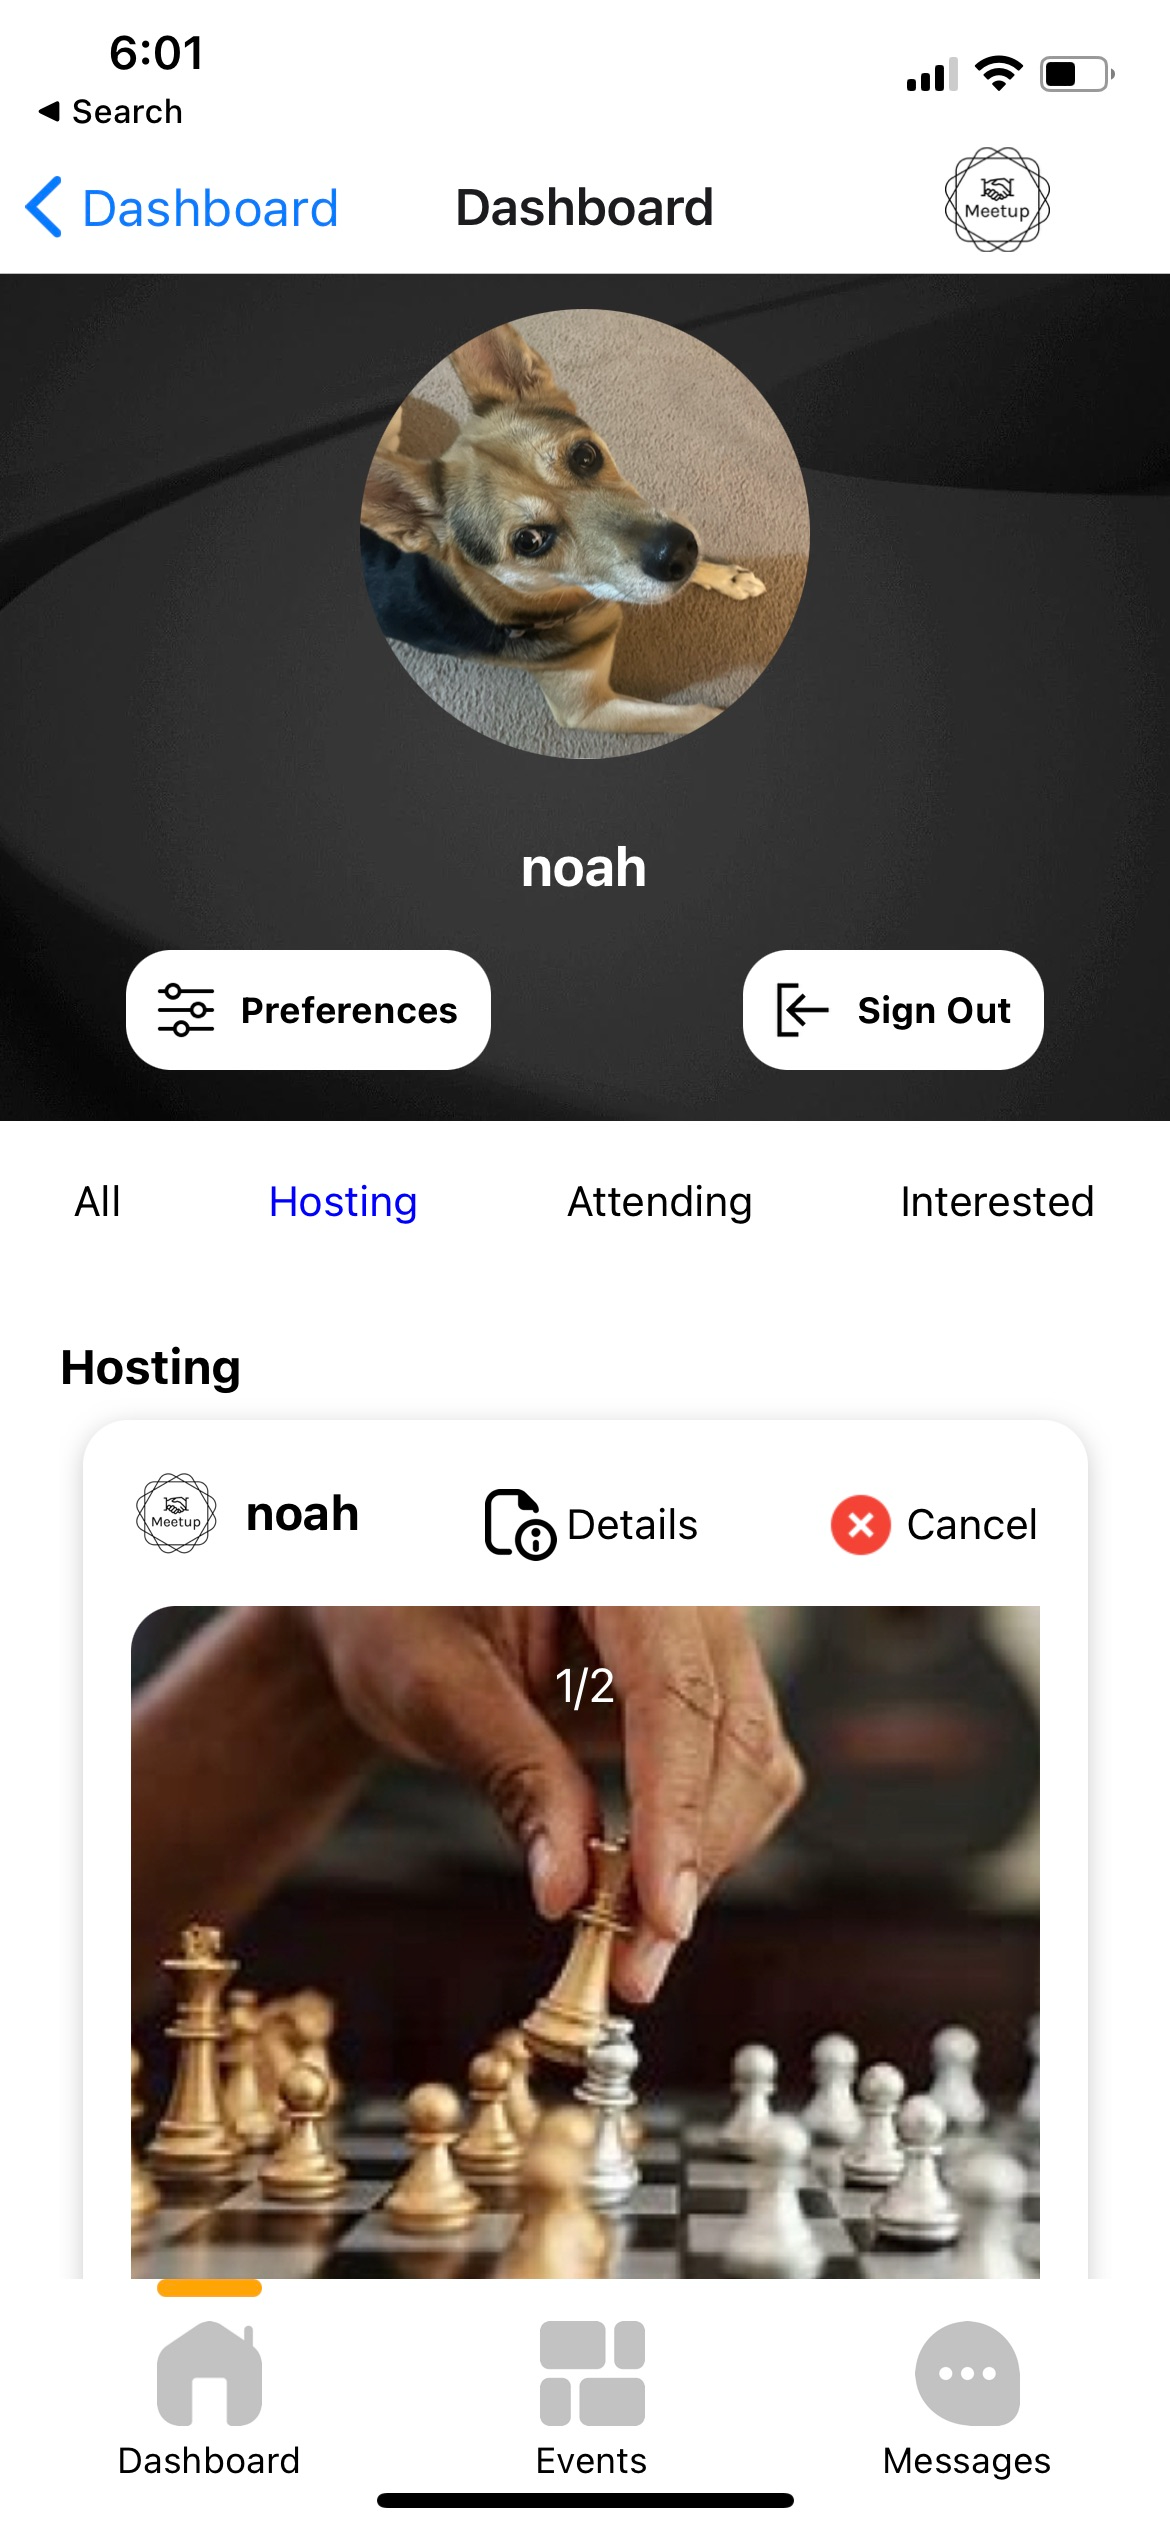 6:01
◀ Search
Dashboard
Dashboard
Meetup
noah
Preferences
Sign Out
All
Hosting
Attending
Interested
Hosting
Meetup
noah
Details
Cancel
1/2
Dashboard
Events
Messages